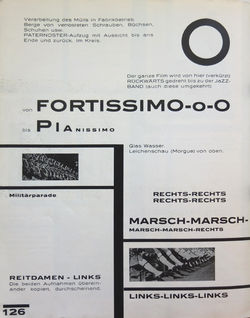 Verarbeitung des Mülls in Fabrikbetrieb.
Berge von verrosteten Schrauben, Büchsen,
Schuhen usw.
PATERNOSTER-Aufzug mit Aussicht bis ans
Ende und zurück. Im Kreis.
O
Der ganze Film wird von hier (verkürzt)
RÜCKWÄRTS gedreht bis zu der JAZZ-
BAND (auch diese umgekehrt).
von FORTISSIMO-o-O
bis PIANISSIMO
Glas Wasser.
Leichenschau (Morgue) von oben.
Militärparade
RECHTS-RECHTS
RECHTS-RECHTS
MARSCH-MARSCH-
MARSCH-MARSCH-RECHTS
REITDAMEN - LINKS
Die beiden Aufnahmen überein-
ander kopiert, durchscheinend.
LINKS-LINKS-LINKS
126